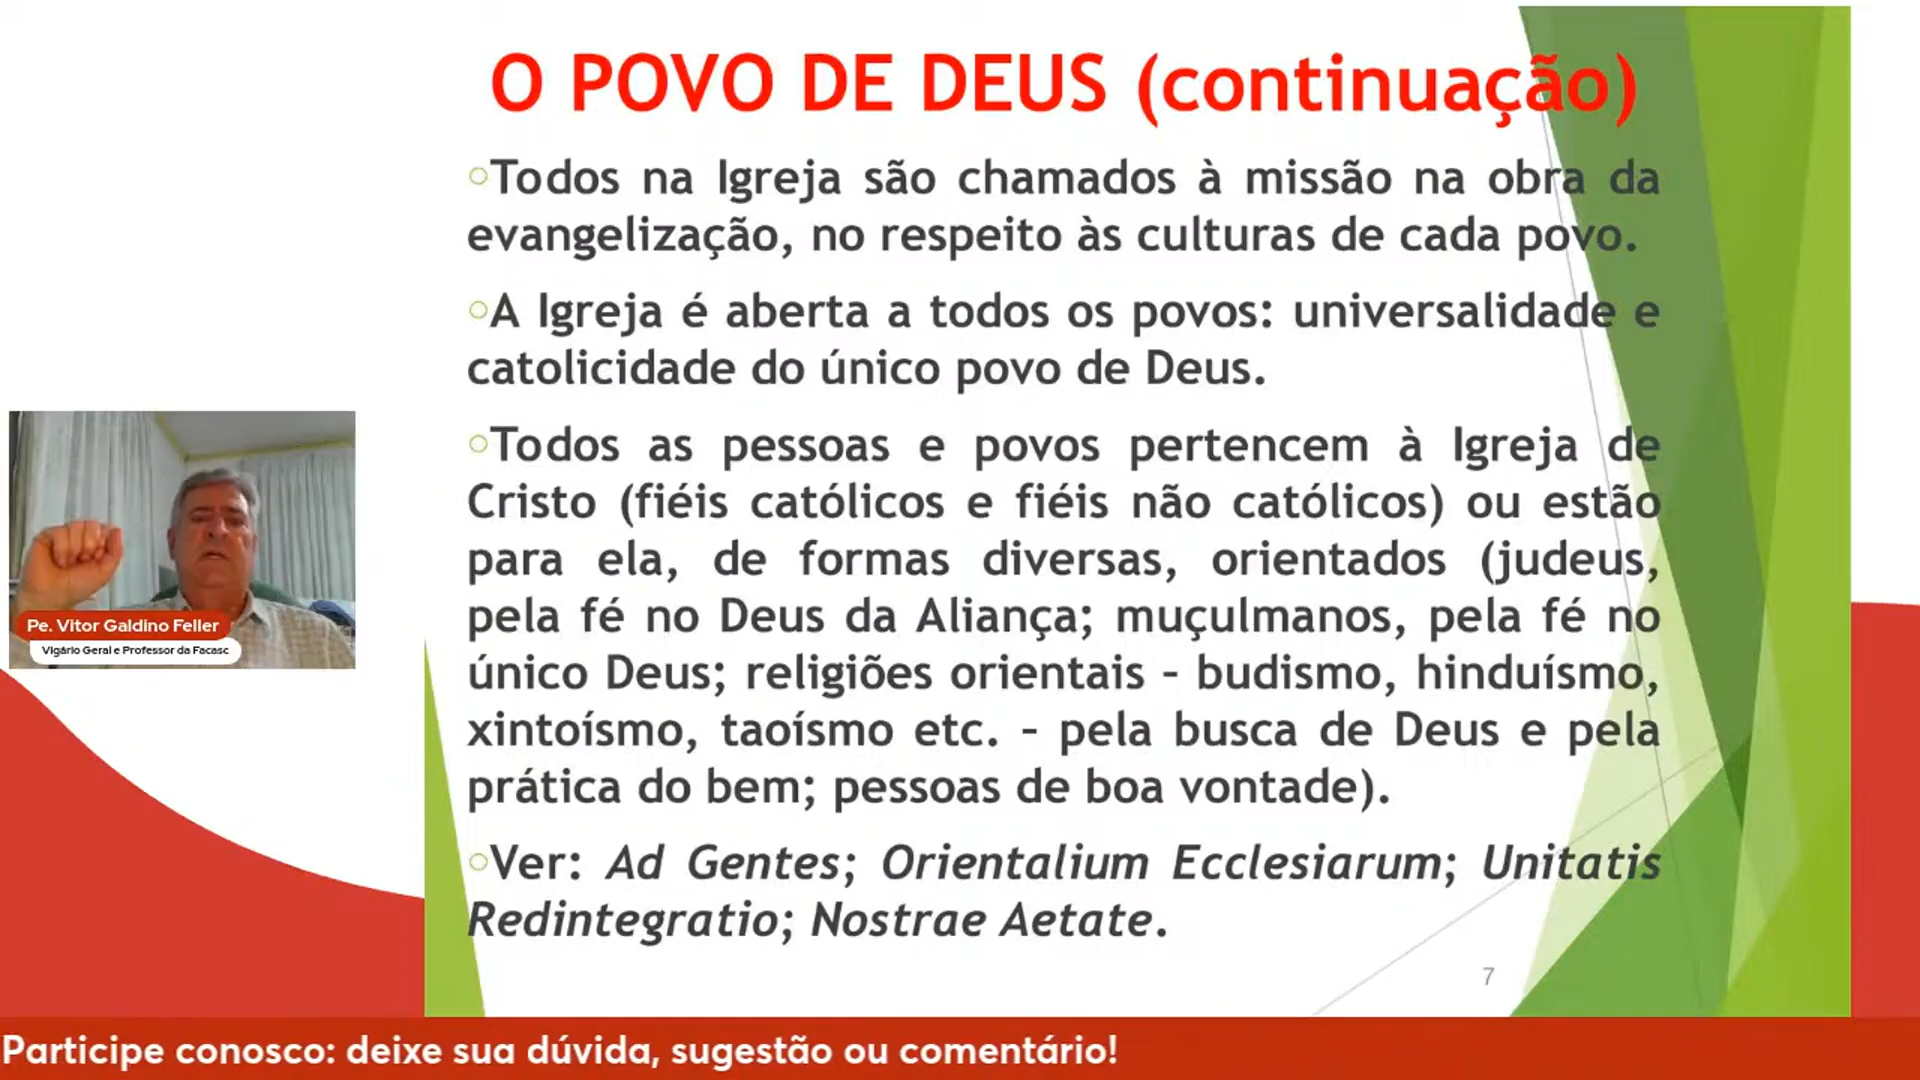 O POVO DE DEUS (continuação)
Todos na Igreja são chamados à missão na obra da
evangelização, no respeito às culturas de cada povo.
A Igreja é aberta a todos os povos: universalidade e
catolicidade do único povo de Deus.
Todos as pessoas e povos pertencem à Igreja de
Cristo (fiéis católicos e fiéis não católicos) ou estão
para ela, de formas diversas, orientados (judeus,
pela fé no Deus da Aliança; muçulmanos, pela fé no
único Deus; religiões orientais – budismo, hinduísmo,
xintoísmo, taoísmo etc. – pela busca de Deus e pela
prática do bem; pessoas de boa vontade).
Ver: Ad Gentes; Orientalium Ecclesiarum; Unitatis
Redintegratio; Nostrae Aetate.
7
Pe. Vitor Galdino Feller
Vigário Geral e Professor da Facasc
Participe conosco: deixe sua dúvida, sugestão ou comentário!